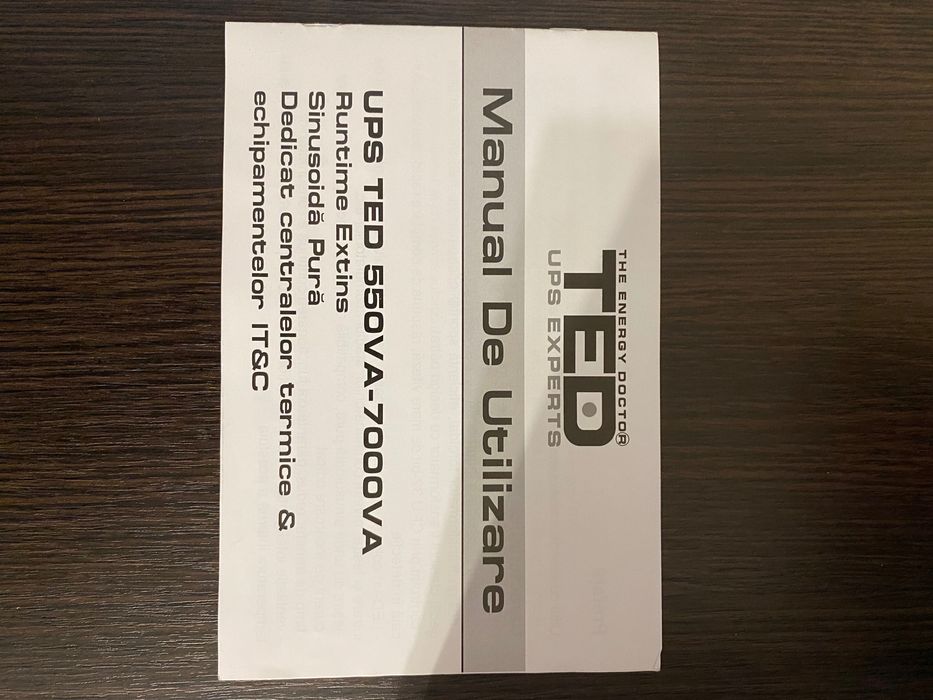 THE ENERGY DOCTOR®
TED
UPS EXPERTS
Manual De Utilizare
UPS TED 550VA-7000VA
Runtime Extins
Sinusoidă Pură
Dedicat centralelor termice &
echipamentelor IT&C